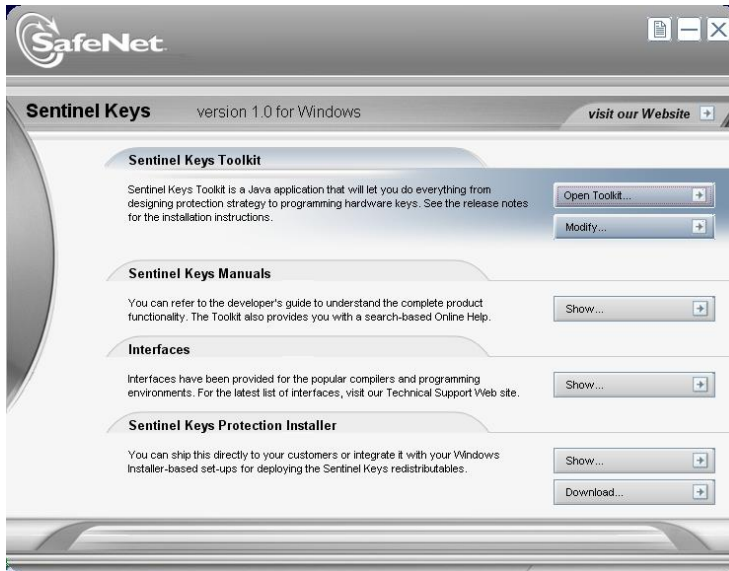 SafeNet.
Sentinel Keys version 1.0 for Windows
visit our Website
Sentinel Keys Toolkit
Sentinel Keys Toolkit is a Java application that will let you do everything from
designing protection strategy to programming hardware keys. See the release notes
for the installation instructions.
Open Toolkit...
Modify...
Sentinel Keys Manuals
You can refer to the developer's guide to understand the complete product
functionality. The Toolkit also provides you with a search-based Online Help.
Show...
Interfaces
Interfaces have been provided for the popular compilers and programming
environments. For the latest list of interfaces, visit our Technical Support Web site.
Show...
Sentinel Keys Protection Installer
You can ship this directly to your customers or integrate it with your Windows
Installer-based set-ups for deploying the Sentinel Keys redistributables.
Show...
Download...